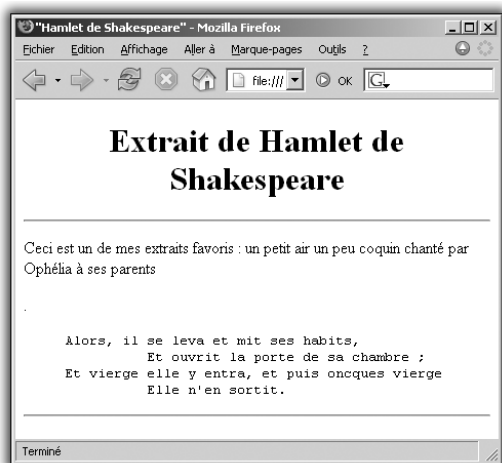 "Hamlet de Shakespeare" - Mozilla Firefox
Fichier Edition Affichage Aller à Marque-pages Outils ?
file:/// OK G
Extrait de Hamlet de
Shakespeare
Ceci est un de mes extraits favoris : un petit air un peu coquin chanté par
Ophélia à ses parents
.
Alors, il se leva et mit ses habits,
Et ouvrit la porte de sa chambre ;
Et vierge elle y entra, et puis oncques vierge
Elle n'en sortit.
Terminé